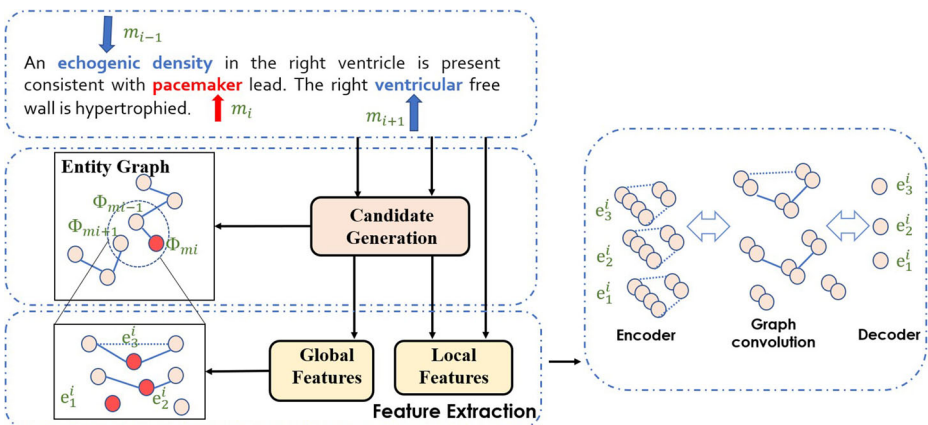 m_{i-1}
An echogenic density in the right ventricle is present
consistent with pacemaker lead. The right ventricular free
wall is hypertrophied.
m_i
m_{i+1}
Entity Graph
Φ_{mi-1}
Φ_{mi+1}
Φ_{mi}
Candidate
Generation
e_3^i
e_1^i
e_2^i
Global
Features
Local
Features
Feature Extraction
e_3^i
e_2^i
e_1^i
Encoder
Graph
convolution
e_3^i
e_2^i
e_1^i
Decoder